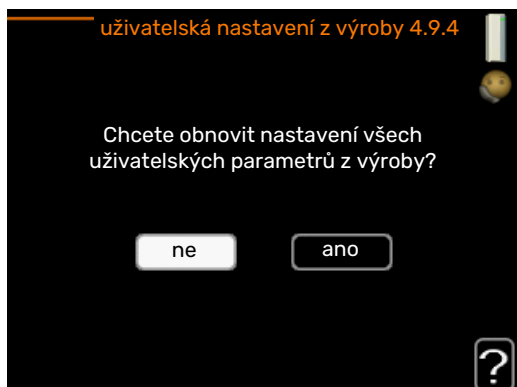 uživatelská nastavení z výroby 4.9.4
Chcete obnovit nastavení všech
uživatelských parametrů z výroby?
ne
ano
?